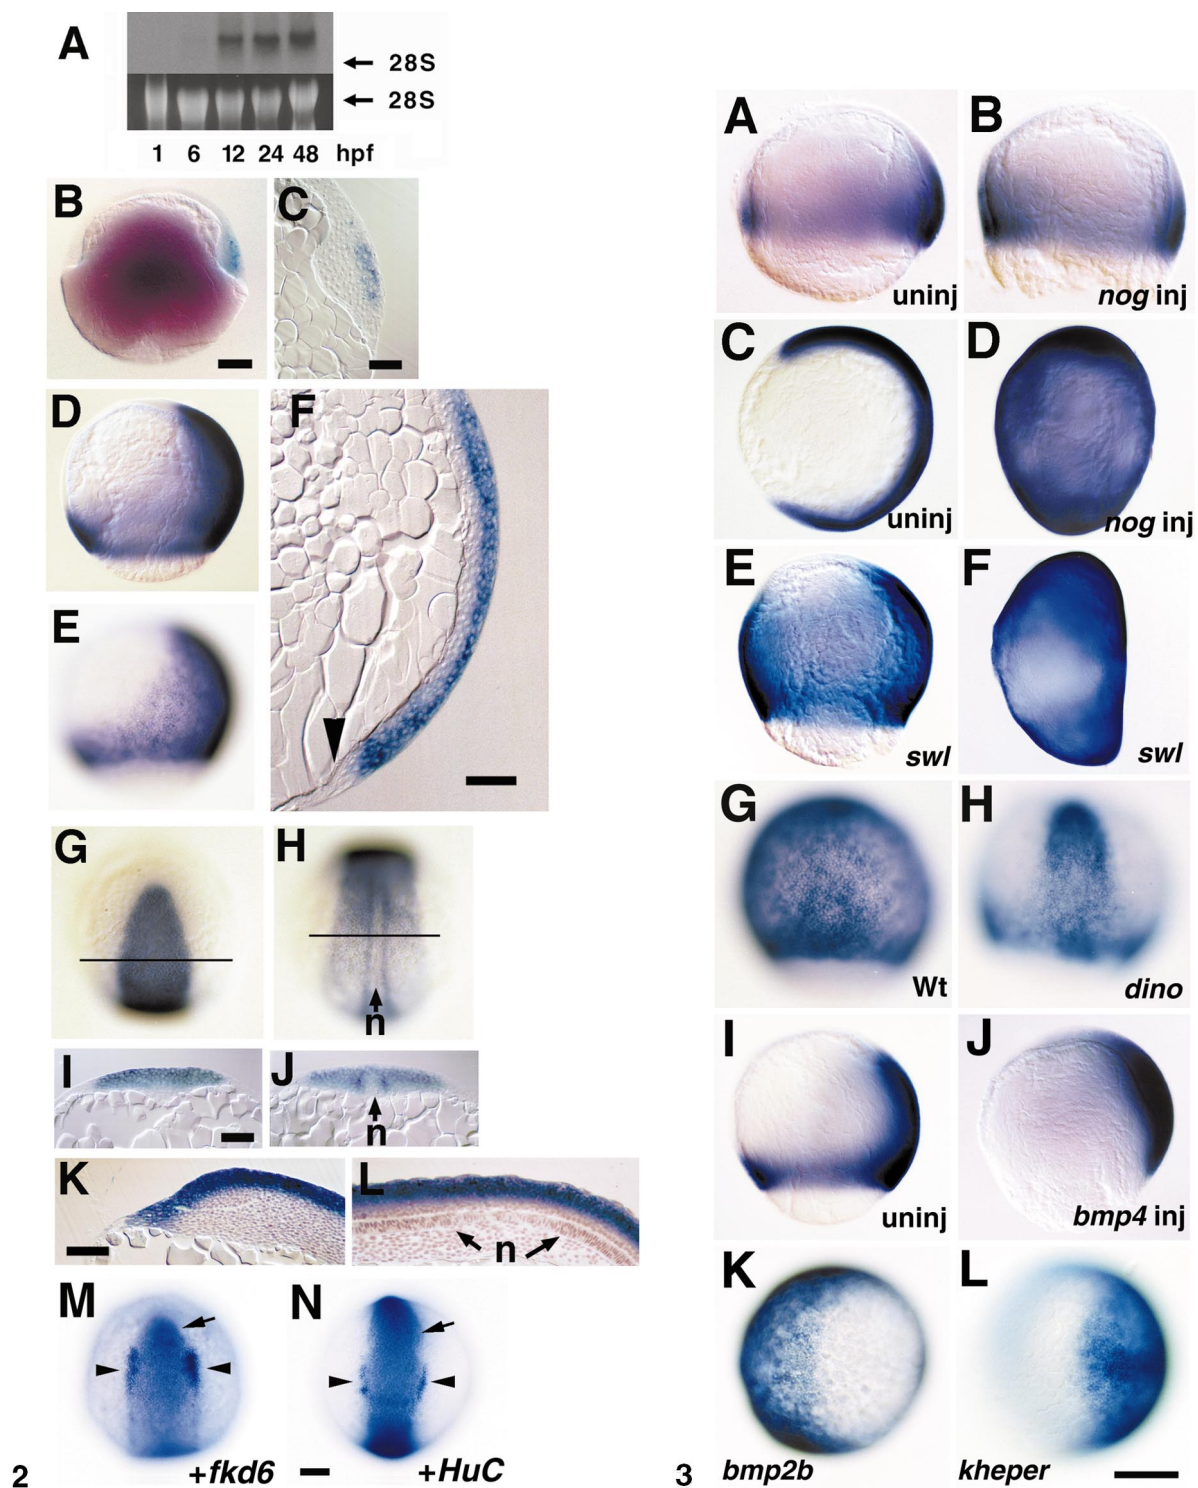 A
28S
28S
1 6 12 24 48 hpf
B
C
D
F
E
G
H
n
I
J
n
K
L
n
M
N
+fkd6
+HuC
2
A
B
uninj
nog inj
C
D
uninj
nog inj
E
F
swl
swl
G
H
Wt
dino
I
J
uninj
bmp4 inj
K
L
bmp2b
kheper
3